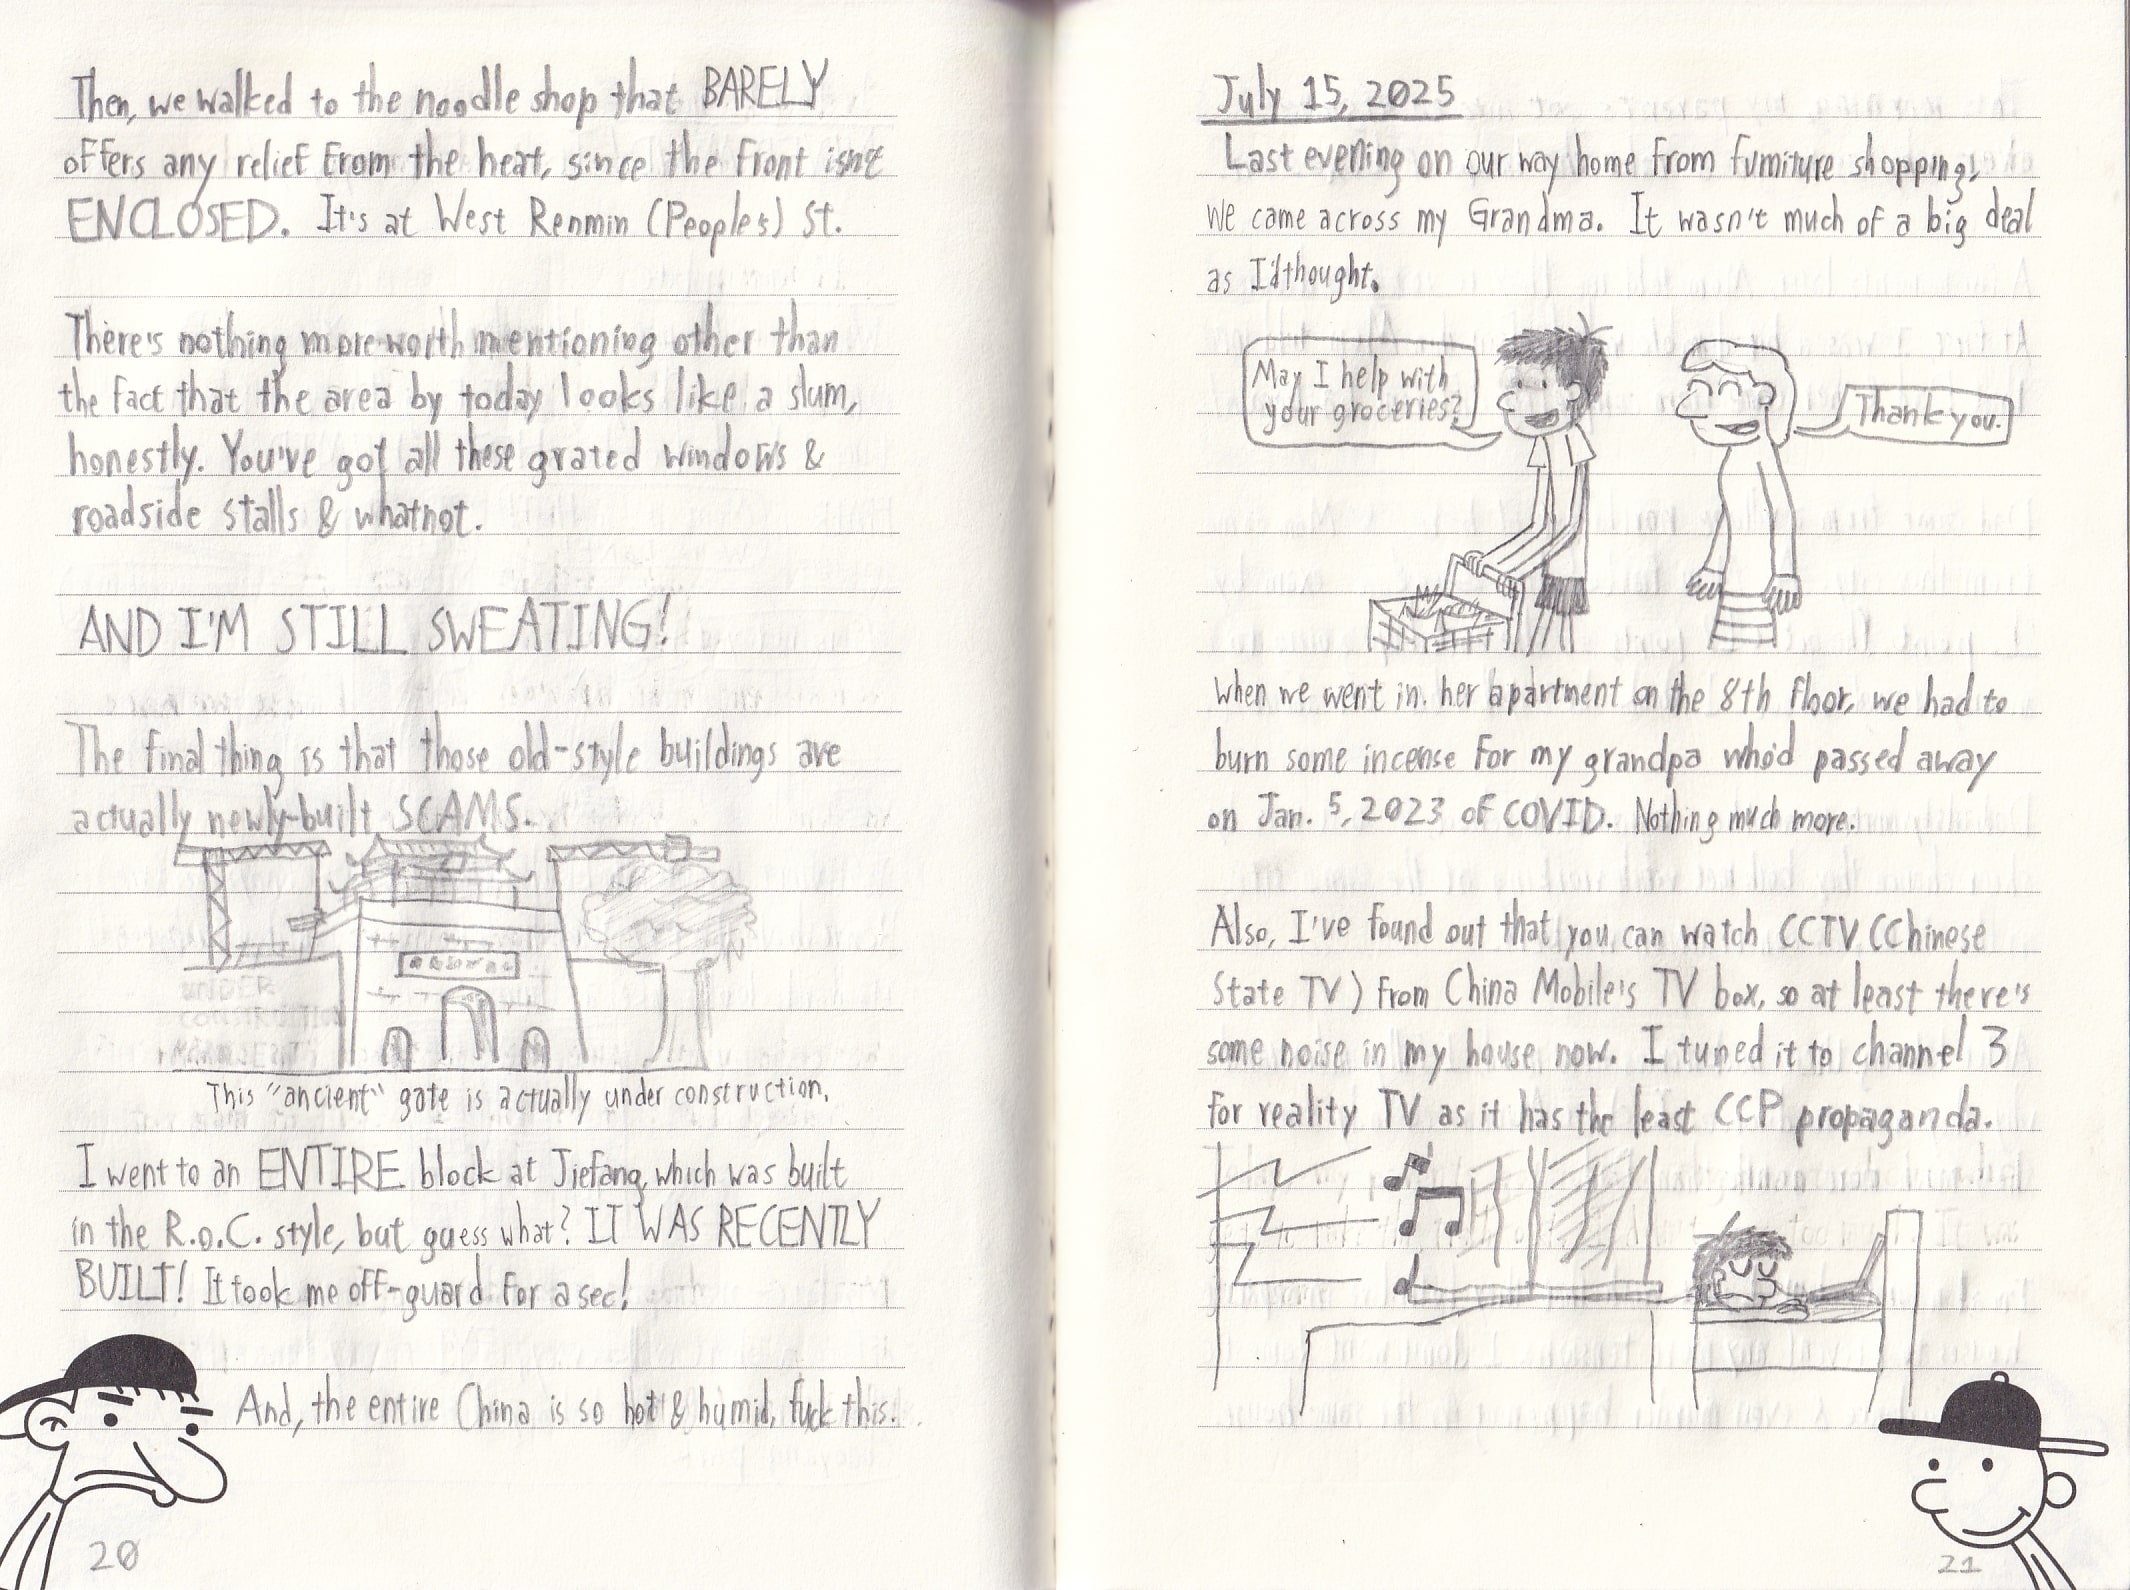 Then, we walked to the noodle shop that BARELY
offers any relief from the heat, since the front isn't
ENCLOSED. It's at West Renmin (People's) St.
There's nothing more worth mentioning other than
the fact that the area by today looks like a slum,
honestly. You've got all these grated windows &
roadside stalls & whatnot.
AND I'M STILL SWEATING!
The final thing is that those old-style buildings are
actually newly-built SCAMS.
UNDER
CONSTRUCTION
This "ancient" gate is actually under construction.
I went to an ENTIRE block at Jiefang, which was built
in the R.o.C. style, but guess what? IT WAS RECENTLY
BUILT! It took me off-guard for a sec!
And, the entire China is so hot & humid, fuck this.
20
July 15, 2025
Last evening on our way home from furniture shopping,
we came across my Grandma. It wasn't much of a big deal
as I'd thought.
May I help with
your groceries?
Thank you.
When we went in her apartment on the 8th floor, we had to
burn some incense for my grandpa who'd passed away
on Jan. 5, 2023 of COVID. Nothing much more.
Also, I've found out that you can watch CCTV (Chinese
State TV) from China Mobile's TV box, so at least there's
some noise in my house now. I tuned it to channel 3
for reality TV as it has the least CCP propaganda.
21